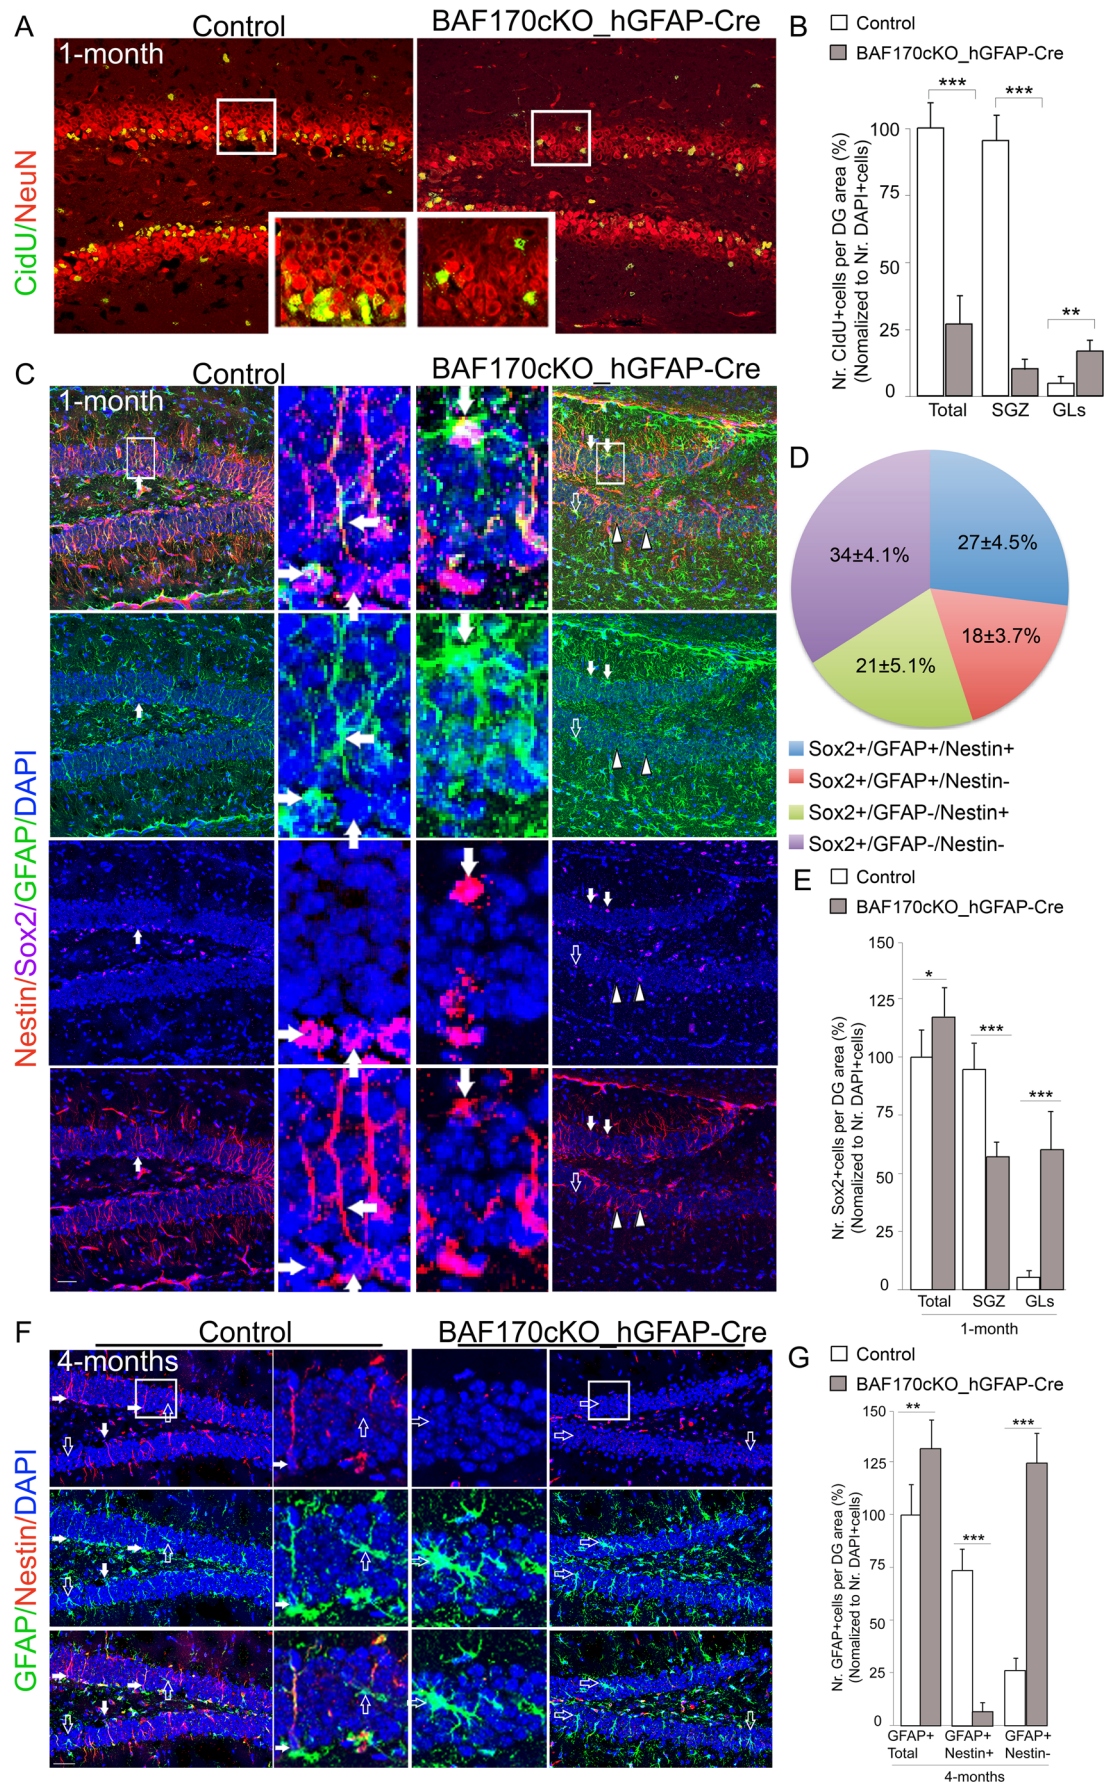 A
Control
BAF170cKO_hGFAP-Cre
1-month
CidU/NeuN
B
Control
BAF170cKO_hGFAP-Cre
Nr. CldU+cells per DG area (%)
(Nomalized to Nr. DAPI+cells)
100
75
50
25
0
***
***
**
Total
SGZ
GLs
C
Control
BAF170cKO_hGFAP-Cre
1-month
Nestin/Sox2/GFAP/DAPI
D
34±4.1%
27±4.5%
18±3.7%
21±5.1%
Sox2+/GFAP+/Nestin+
Sox2+/GFAP+/Nestin-
Sox2+/GFAP-/Nestin+
Sox2+/GFAP-/Nestin-
E
Control
BAF170cKO_hGFAP-Cre
Nr. Sox2+cells per DG area (%)
(Nomalized to Nr. DAPI+cells)
150
125
100
75
50
25
0
*
***
***
Total
SGZ
GLs
1-month
F
Control
BAF170cKO_hGFAP-Cre
4-months
GFAP/Nestin/DAPI
G
Control
BAF170cKO_hGFAP-Cre
Nr. GFAP+cells per DG area (%)
(Nomalized to Nr. DAPI+cells)
150
100
75
50
25
0
**
***
***
GFAP+ GFAP+ GFAP+
Total Nestin+ Nestin-
4-months